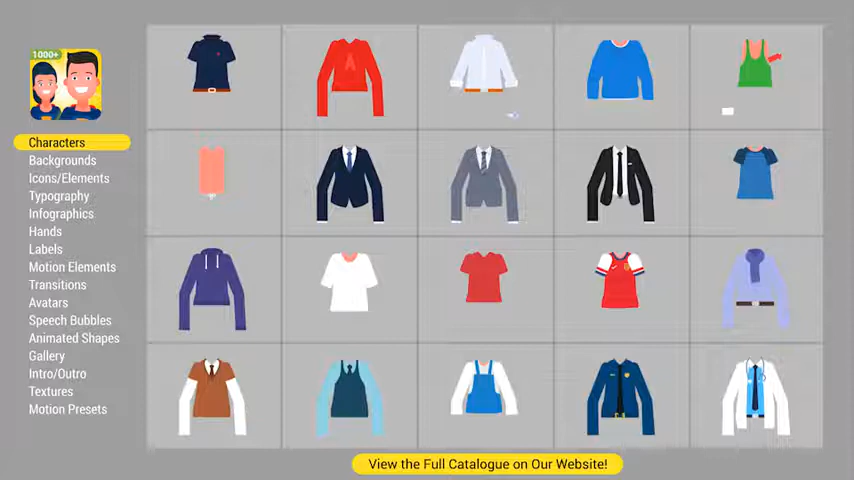 1000+
Characters
Backgrounds
Icons/Elements
Typography
Infographics
Hands
Labels
Motion Elements
Transitions
Avatars
Speech Bubbles
Animated Shapes
Gallery
Intro/Outro
Textures
Motion Presets
A
View the Full Catalogue on Our Website!